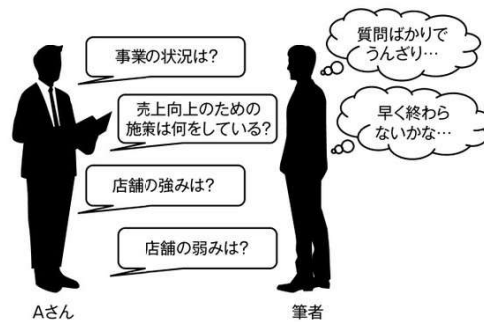 事業の状況は?
売上向上のための
施策は何をしている?
店舗の強みは?
店舗の弱みは?
質問ばかりで
うんざり…
早く終わら
ないかな…
Aさん
筆者